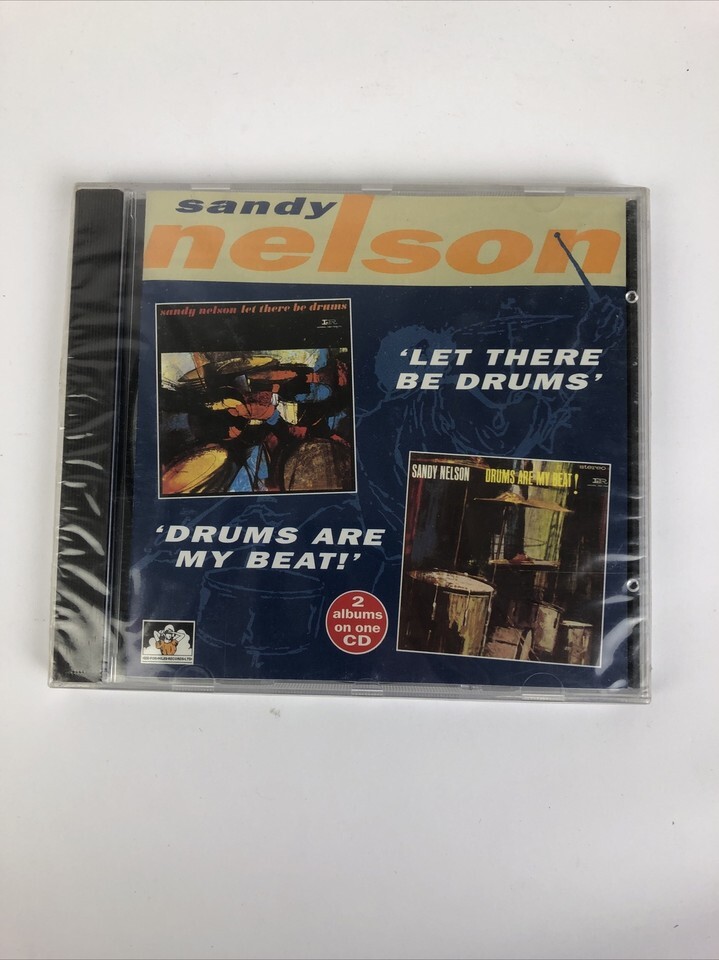 sandy
nelson
sandy nelson let there be drums
'LET THERE
BE DRUMS'
SANDY NELSON DRUMS ARE MY BEAT!
stereo
'DRUMS ARE
MY BEAT!'
2
albums
on one
CD